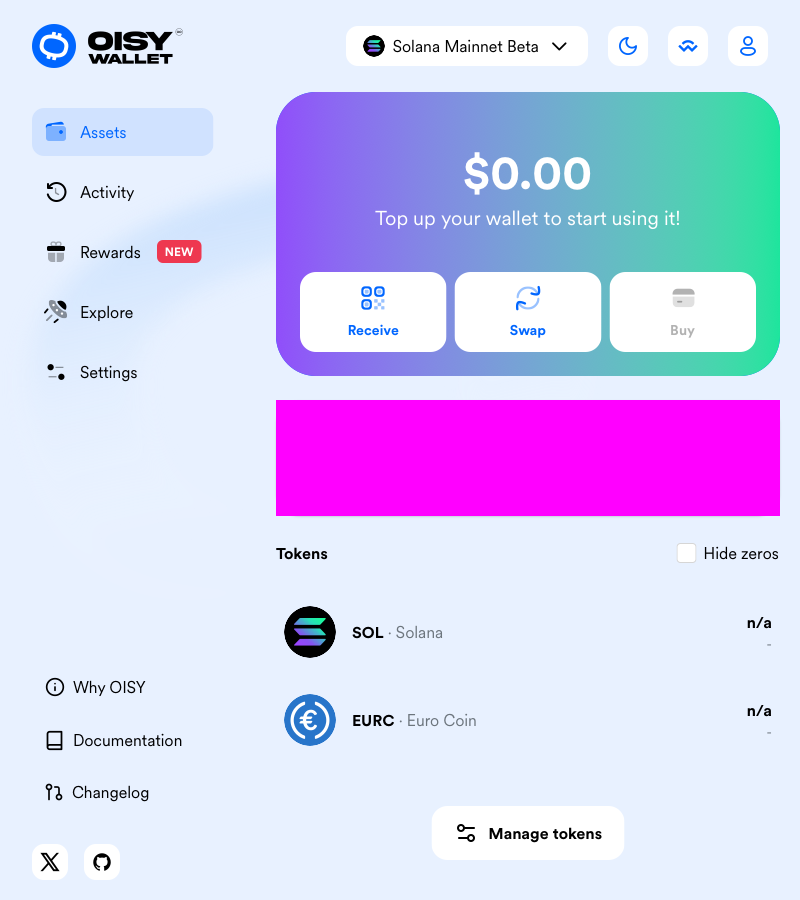 OISY
WALLET
Solana Mainnet Beta
Assets
Activity
Rewards NEW
Explore
Settings
$0.00
Top up your wallet to start using it!
Receive
Swap
Buy
Tokens
Hide zeros
SOL · Solana
n/a
-
EURC · Euro Coin
n/a
-
Why OISY
Documentation
Changelog
Manage tokens